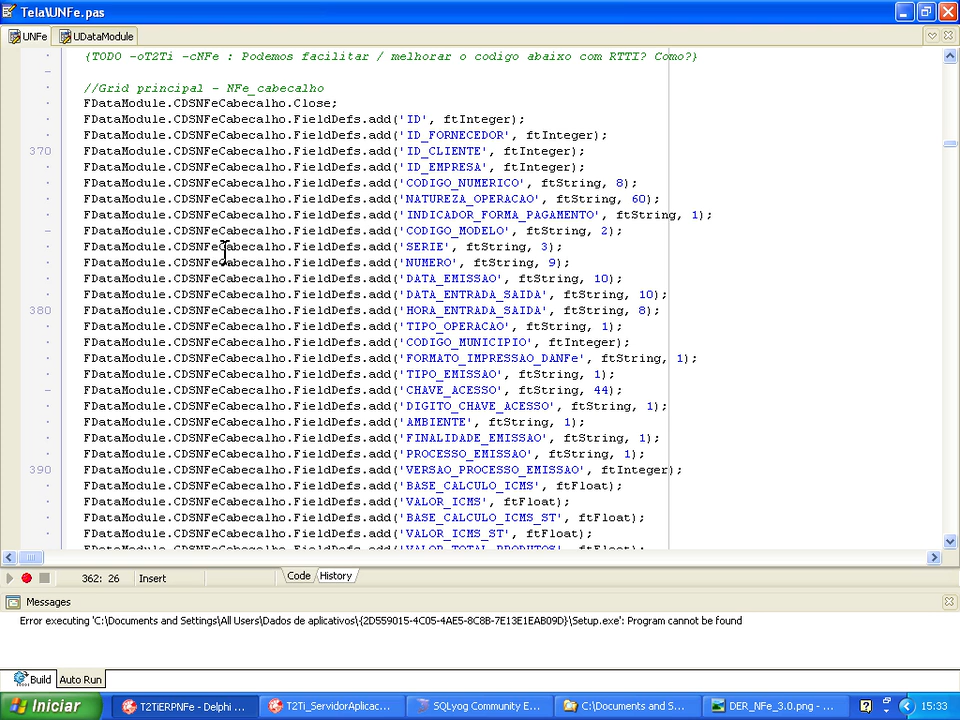 Tela\UNFe.pas
UNFe UDataModule
{TODO -oT2Ti -cNFe : Podemos facilitar / melhorar o codigo abaixo com RTTI? Como?}
//Grid principal - NFe_cabecalho
FDataModule.CDSNFeCabecalho.Close;
FDataModule.CDSNFeCabecalho.FieldDefs.add('ID', ftInteger);
FDataModule.CDSNFeCabecalho.FieldDefs.add('ID_FORNECEDOR', ftInteger);
370 FDataModule.CDSNFeCabecalho.FieldDefs.add('ID_CLIENTE', ftInteger);
FDataModule.CDSNFeCabecalho.FieldDefs.add('ID_EMPRESA', ftInteger);
FDataModule.CDSNFeCabecalho.FieldDefs.add('CODIGO_NUMERICO', ftString, 8);
FDataModule.CDSNFeCabecalho.FieldDefs.add('NATUREZA_OPERACAO', ftString, 60);
FDataModule.CDSNFeCabecalho.FieldDefs.add('INDICADOR_FORMA_PAGAMENTO', ftString, 1);
FDataModule.CDSNFeCabecalho.FieldDefs.add('CODIGO_MODELO', ftString, 2);
FDataModule.CDSNFeCabecalho.FieldDefs.add('SERIE', ftString, 3);
FDataModule.CDSNFeCabecalho.FieldDefs.add('NUMERO', ftString, 9);
FDataModule.CDSNFeCabecalho.FieldDefs.add('DATA_EMISSAO', ftString, 10);
FDataModule.CDSNFeCabecalho.FieldDefs.add('DATA_ENTRADA_SAIDA', ftString, 10);
380 FDataModule.CDSNFeCabecalho.FieldDefs.add('HORA_ENTRADA_SAIDA', ftString, 8);
FDataModule.CDSNFeCabecalho.FieldDefs.add('TIPO_OPERACAO', ftString, 1);
FDataModule.CDSNFeCabecalho.FieldDefs.add('CODIGO_MUNICIPIO', ftInteger);
FDataModule.CDSNFeCabecalho.FieldDefs.add('FORMATO_IMPRESSAO_DANFe', ftString, 1);
FDataModule.CDSNFeCabecalho.FieldDefs.add('TIPO_EMISSAO', ftString, 1);
FDataModule.CDSNFeCabecalho.FieldDefs.add('CHAVE_ACESSO', ftString, 44);
FDataModule.CDSNFeCabecalho.FieldDefs.add('DIGITO_CHAVE_ACESSO', ftString, 1);
FDataModule.CDSNFeCabecalho.FieldDefs.add('AMBIENTE', ftString, 1);
FDataModule.CDSNFeCabecalho.FieldDefs.add('FINALIDADE_EMISSAO', ftString, 1);
FDataModule.CDSNFeCabecalho.FieldDefs.add('PROCESSO_EMISSAO', ftString, 1);
390 FDataModule.CDSNFeCabecalho.FieldDefs.add('VERSAO_PROCESSO_EMISSAO', ftInteger);
FDataModule.CDSNFeCabecalho.FieldDefs.add('BASE_CALCULO_ICMS', ftFloat);
FDataModule.CDSNFeCabecalho.FieldDefs.add('VALOR_ICMS', ftFloat);
FDataModule.CDSNFeCabecalho.FieldDefs.add('BASE_CALCULO_ICMS_ST', ftFloat);
FDataModule.CDSNFeCabecalho.FieldDefs.add('VALOR_ICMS_ST', ftFloat);
FDataModule.CDSNFeCabecalho.FieldDefs.add('VALOR_TOTAL_PRODUTOS', ftFloat);
362: 26 Insert Code History
Messages
Error executing 'C:\Documents and Settings\All Users\Dados de aplicativos\{2D559015-4C05-4AE5-8C8B-7E13E1EAB09D}\Setup.exe': Program cannot be found
Build Auto Run
Iniciar T2TiERPNFe - Delphi ... T2Ti_ServidorAplicac... SQLyog Community E... C:\Documents and S... DER_NFe_3.0.png - ... 15:33